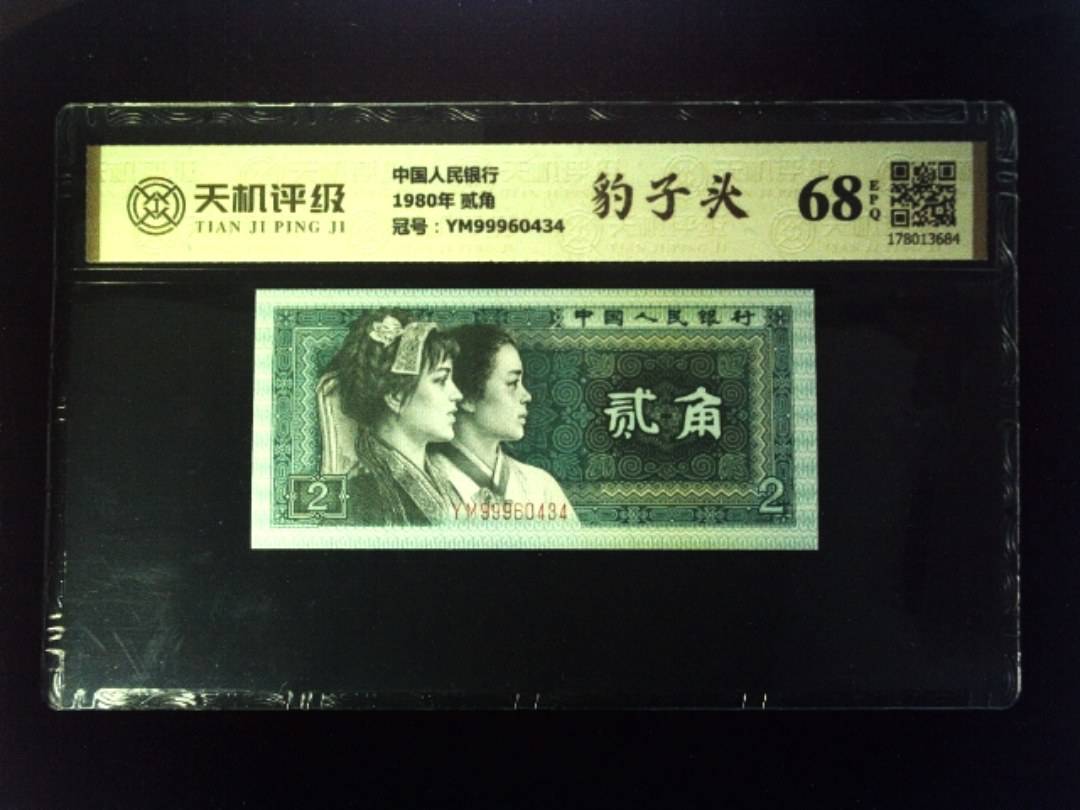 天机评级
TIAN JI PING JI
中国人民银行
1980年 贰角
冠号：YM99960434
豹子头
68
EPQ
178013684
中国人民银行
贰角
2
2
YM99960434